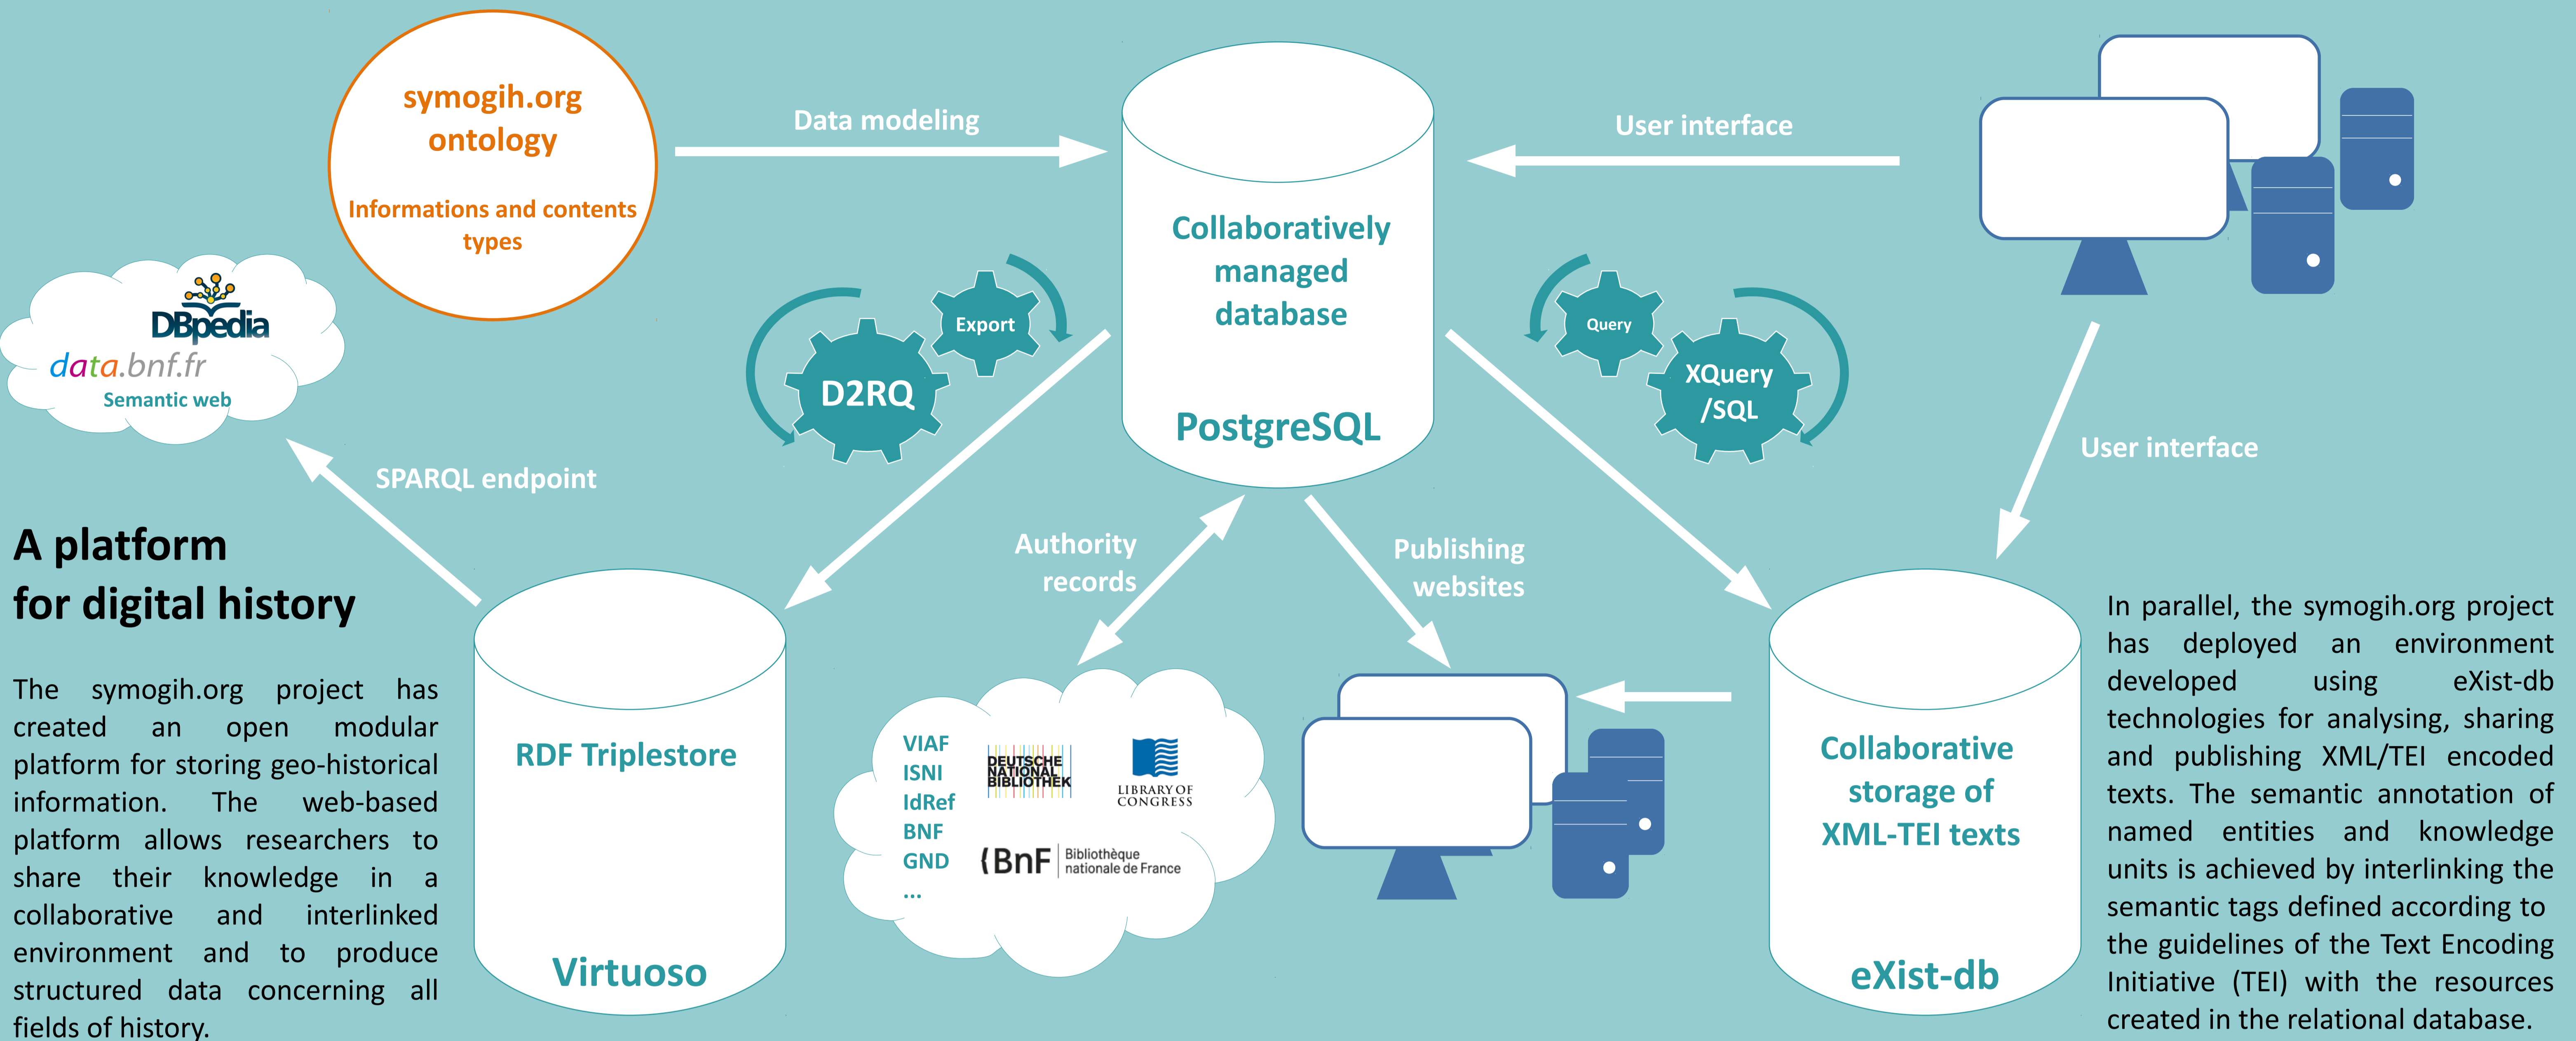 symogih.org
ontology
Informations and contents
types
Data modeling
Collaboratively
managed
database
PostgreSQL
User interface
DBpedia
data.bnf.fr
Semantic web
Export
D2RQ
Query
XQuery
/SQL
User interface
SPARQL endpoint
Authority
records
Publishing
websites
A platform
for digital history
The symogih.org project has
created an open modular
platform for storing geo-historical
information. The web-based
platform allows researchers to
share their knowledge in a
collaborative and interlinked
environment and to produce
structured data concerning all
fields of history.
RDF Triplestore
Virtuoso
VIAF
ISNI
IdRef
BNF
GND
...
DEUTSCHE
NATIONAL
BIBLIOTHEK
LIBRARY OF
CONGRESS
{BnF
Bibliothèque
nationale de France
Collaborative
storage of
XML-TEI texts
eXist-db
In parallel, the symogih.org project
has deployed an environment
developed using eXist-db
technologies for analysing, sharing
and publishing XML/TEI encoded
texts. The semantic annotation of
named entities and knowledge
units is achieved by interlinking the
semantic tags defined according to
the guidelines of the Text Encoding
Initiative (TEI) with the resources
created in the relational database.